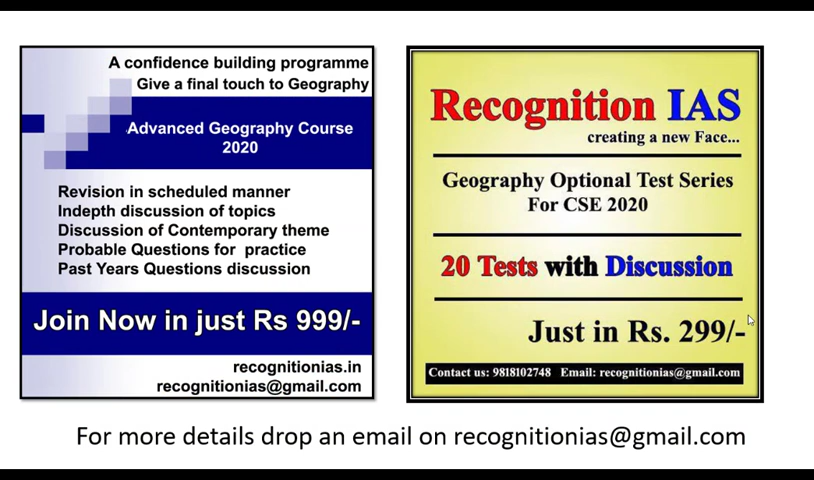 A confidence building programme
Give a final touch to Geography
Advanced Geography Course
2020
Revision in scheduled manner
Indepth discussion of topics
Discussion of Contemporary theme
Probable Questions for practice
Past Years Questions discussion
Join Now in just Rs 999/-
recognitionias.in
recognitionias@gmail.com
Recognition IAS
creating a new Face...
Geography Optional Test Series
For CSE 2020
20 Tests with Discussion
Just in Rs. 299/-
Contact us: 9818102748 Email: recognitionias@gmail.com
For more details drop an email on recognitionias@gmail.com